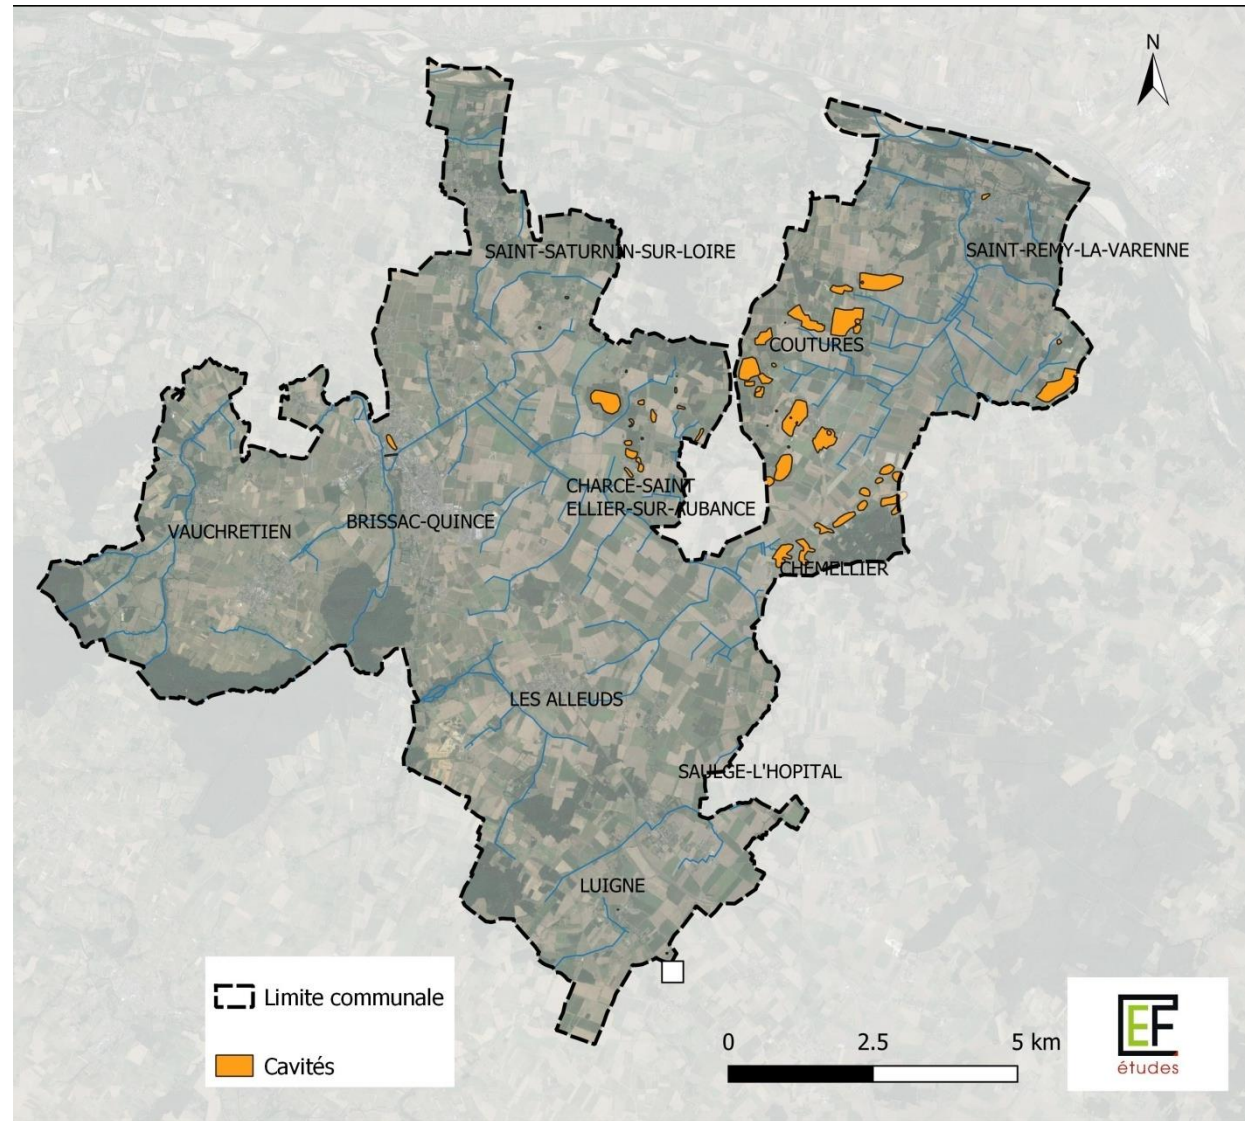 N
SAINT-SATURNIN-SUR-LOIRE
SAINT-REMY-LA-VARENNE
COUTURES
CHARCE-SAINT
ELLIER-SUR-AUBANCE
BRISSAC-QUINCE
VAUCHRETIEN
CHEMELLIER
LES ALLEUDS
SAULGE-L'HOPITAL
LUIGNE
Limite communale
Cavités
0 2.5 5 km
EF
études